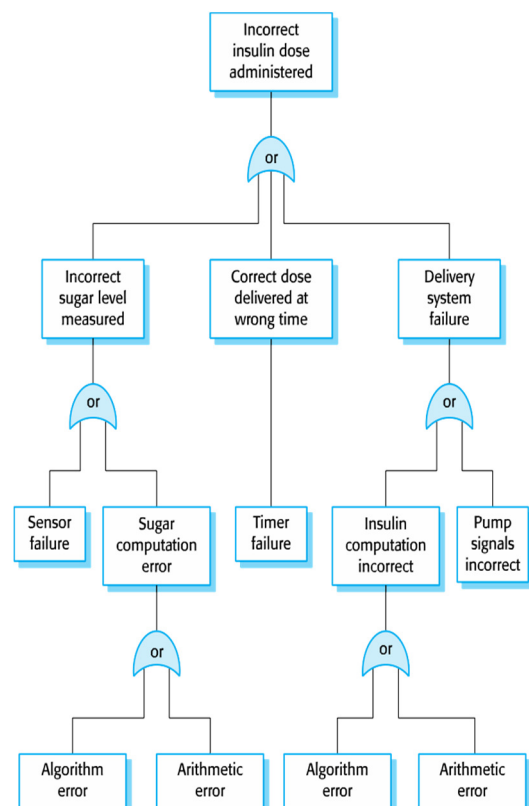 Incorrect
insulin dose
administered
or
Incorrect
sugar level
measured
Correct dose
delivered at
wrong time
Delivery
system
failure
or
or
Sensor
failure
Sugar
computation
error
Timer
failure
Insulin
computation
incorrect
Pump
signals
incorrect
or
or
Algorithm
error
Arithmetic
error
Algorithm
error
Arithmetic
error